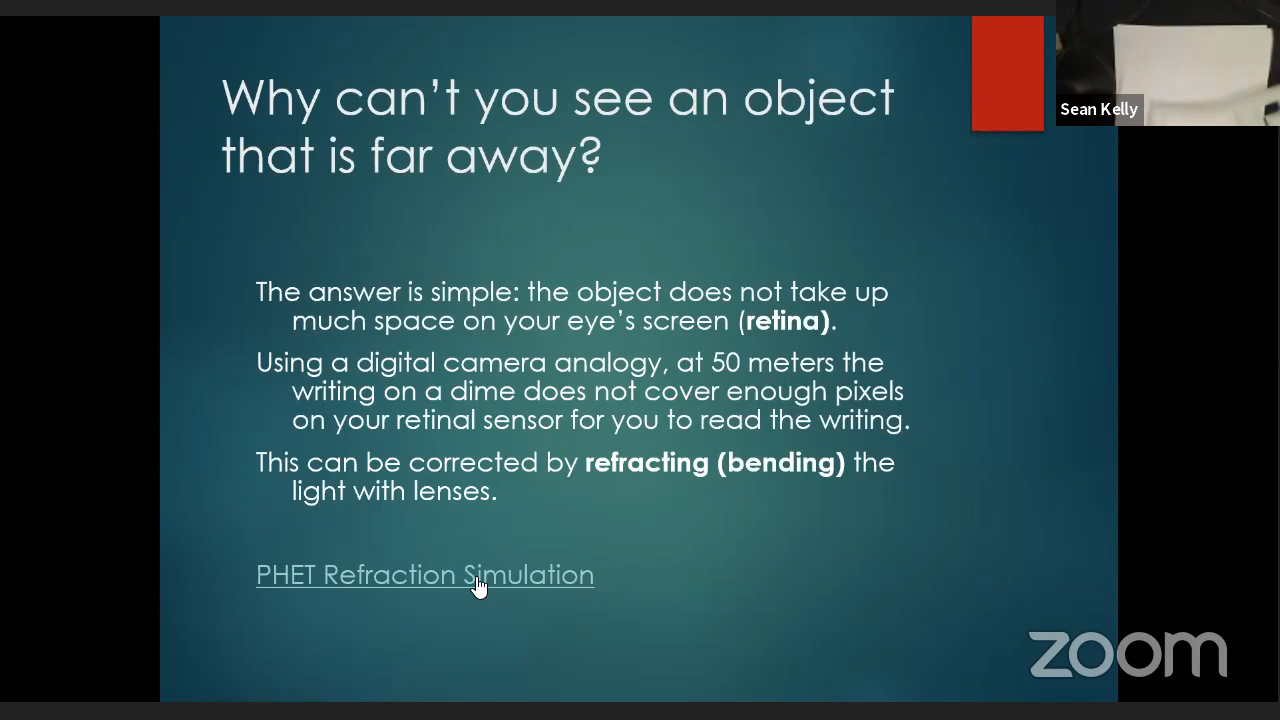 Why can't you see an object
that is far away?
Sean Kelly
The answer is simple: the object does not take up
much space on your eye's screen (retina).
Using a digital camera analogy, at 50 meters the
writing on a dime does not cover enough pixels
on your retinal sensor for you to read the writing.
This can be corrected by refracting (bending) the
light with lenses.
PHET Refraction Simulation
zoom